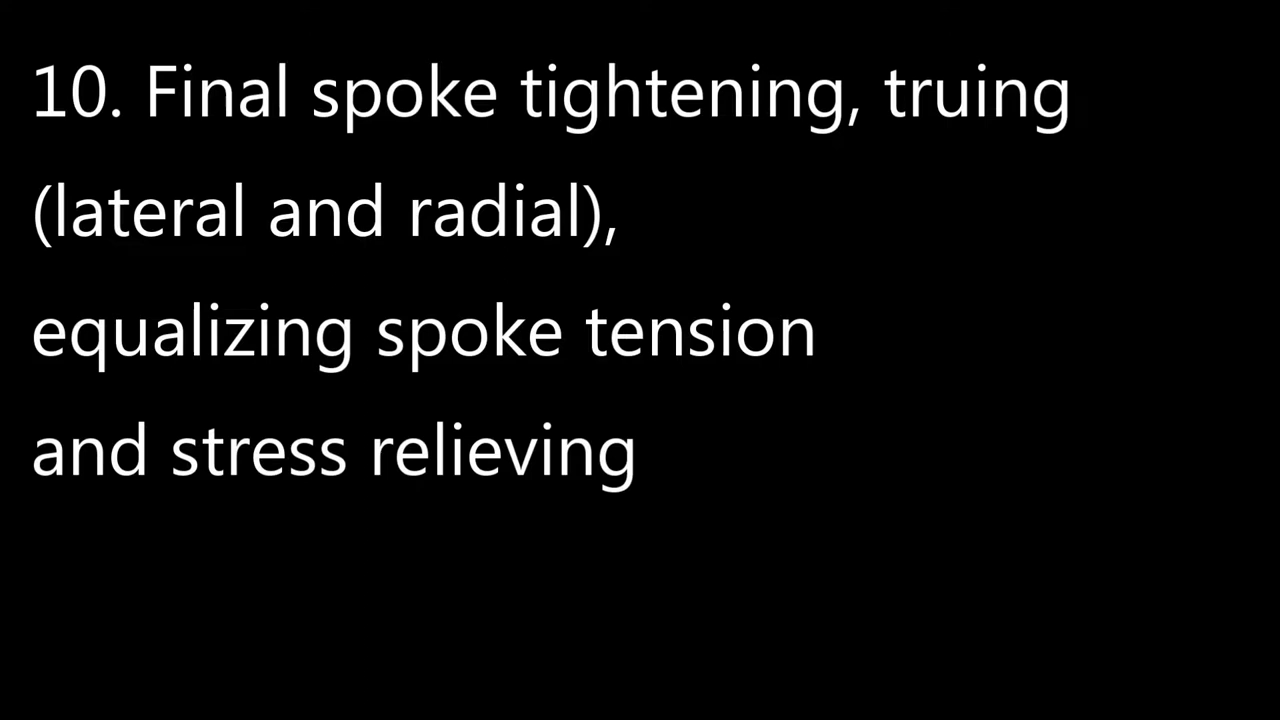 10. Final spoke tightening, truing
(lateral and radial),
equalizing spoke tension
and stress relieving